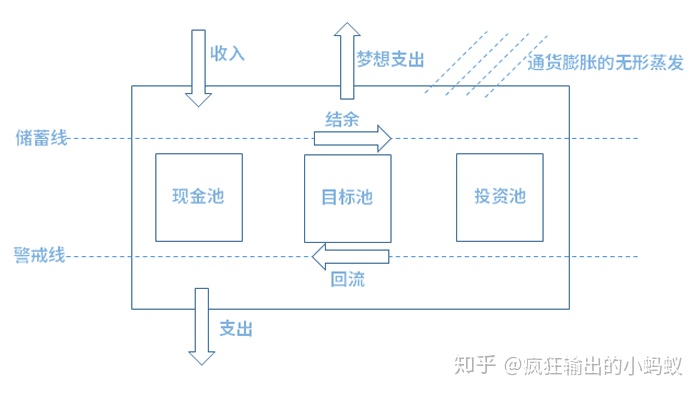 收入
梦想支出
通货膨胀的无形蒸发
结余
储蓄线
现金池
目标池
投资池
警戒线
回流
支出
知乎 @疯狂输出的小蚂蚁